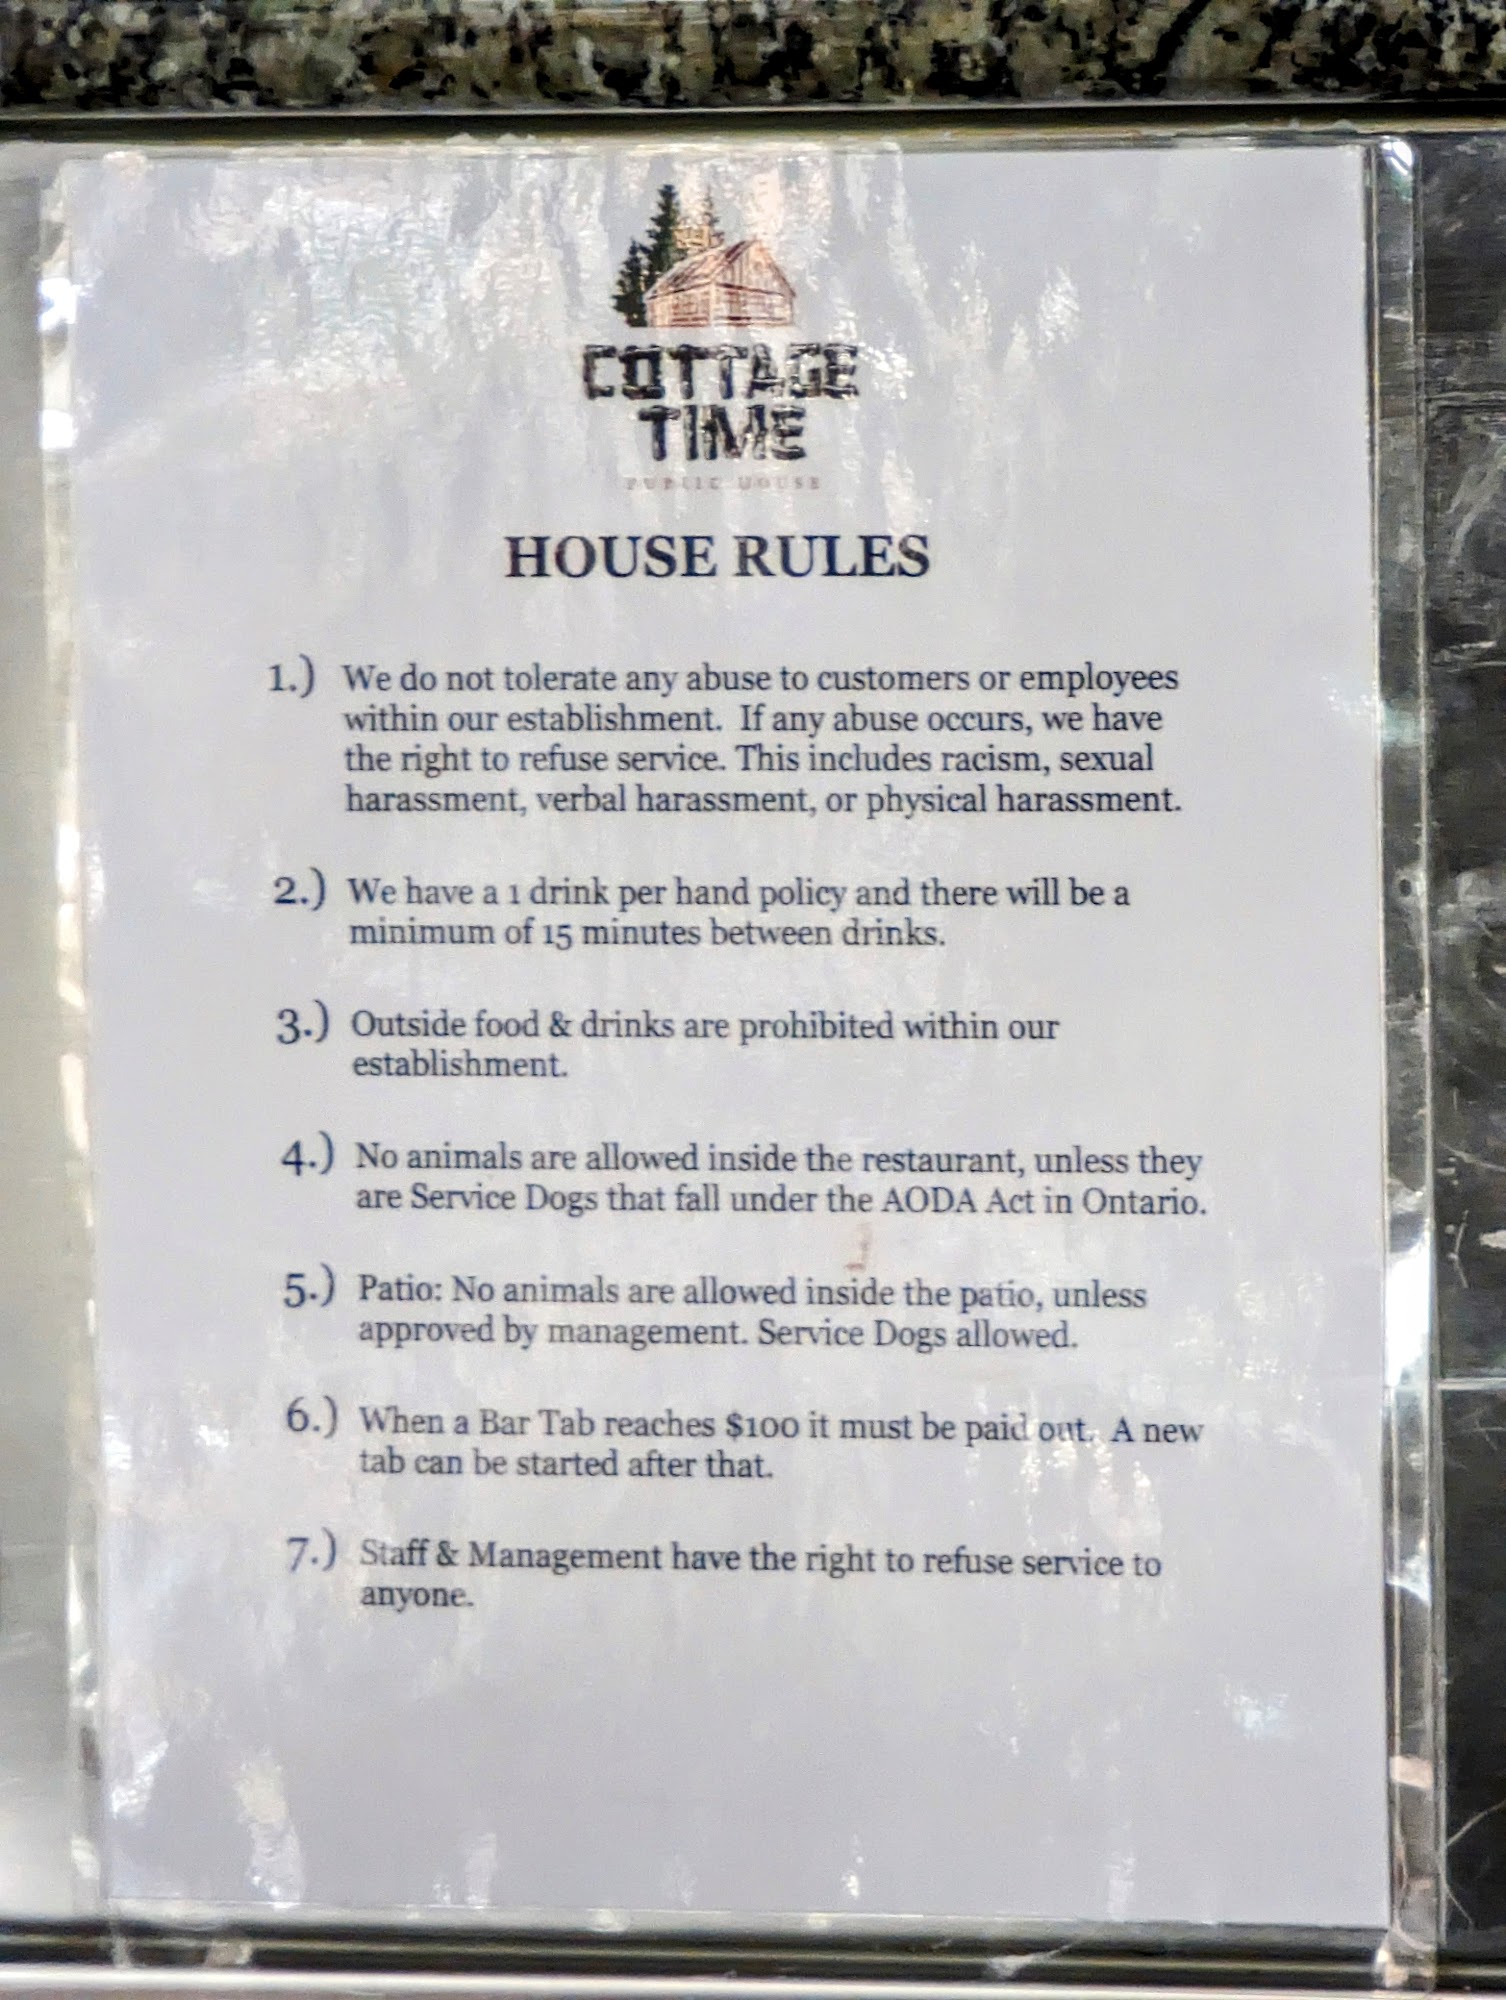 COTTAGE
TIME
PUBLIC HOUSE
HOUSE RULES
1.) We do not tolerate any abuse to customers or employees
within our establishment. If any abuse occurs, we have
the right to refuse service. This includes racism, sexual
harassment, verbal harassment, or physical harassment.
2.) We have a 1 drink per hand policy and there will be a
minimum of 15 minutes between drinks.
3.) Outside food & drinks are prohibited within our
establishment.
4.) No animals are allowed inside the restaurant, unless they
are Service Dogs that fall under the AODA Act in Ontario.
5.) Patio: No animals are allowed inside the patio, unless
approved by management. Service Dogs allowed.
6.) When a Bar Tab reaches $100 it must be paid out. A new
tab can be started after that.
7.) Staff & Management have the right to refuse service to
anyone.